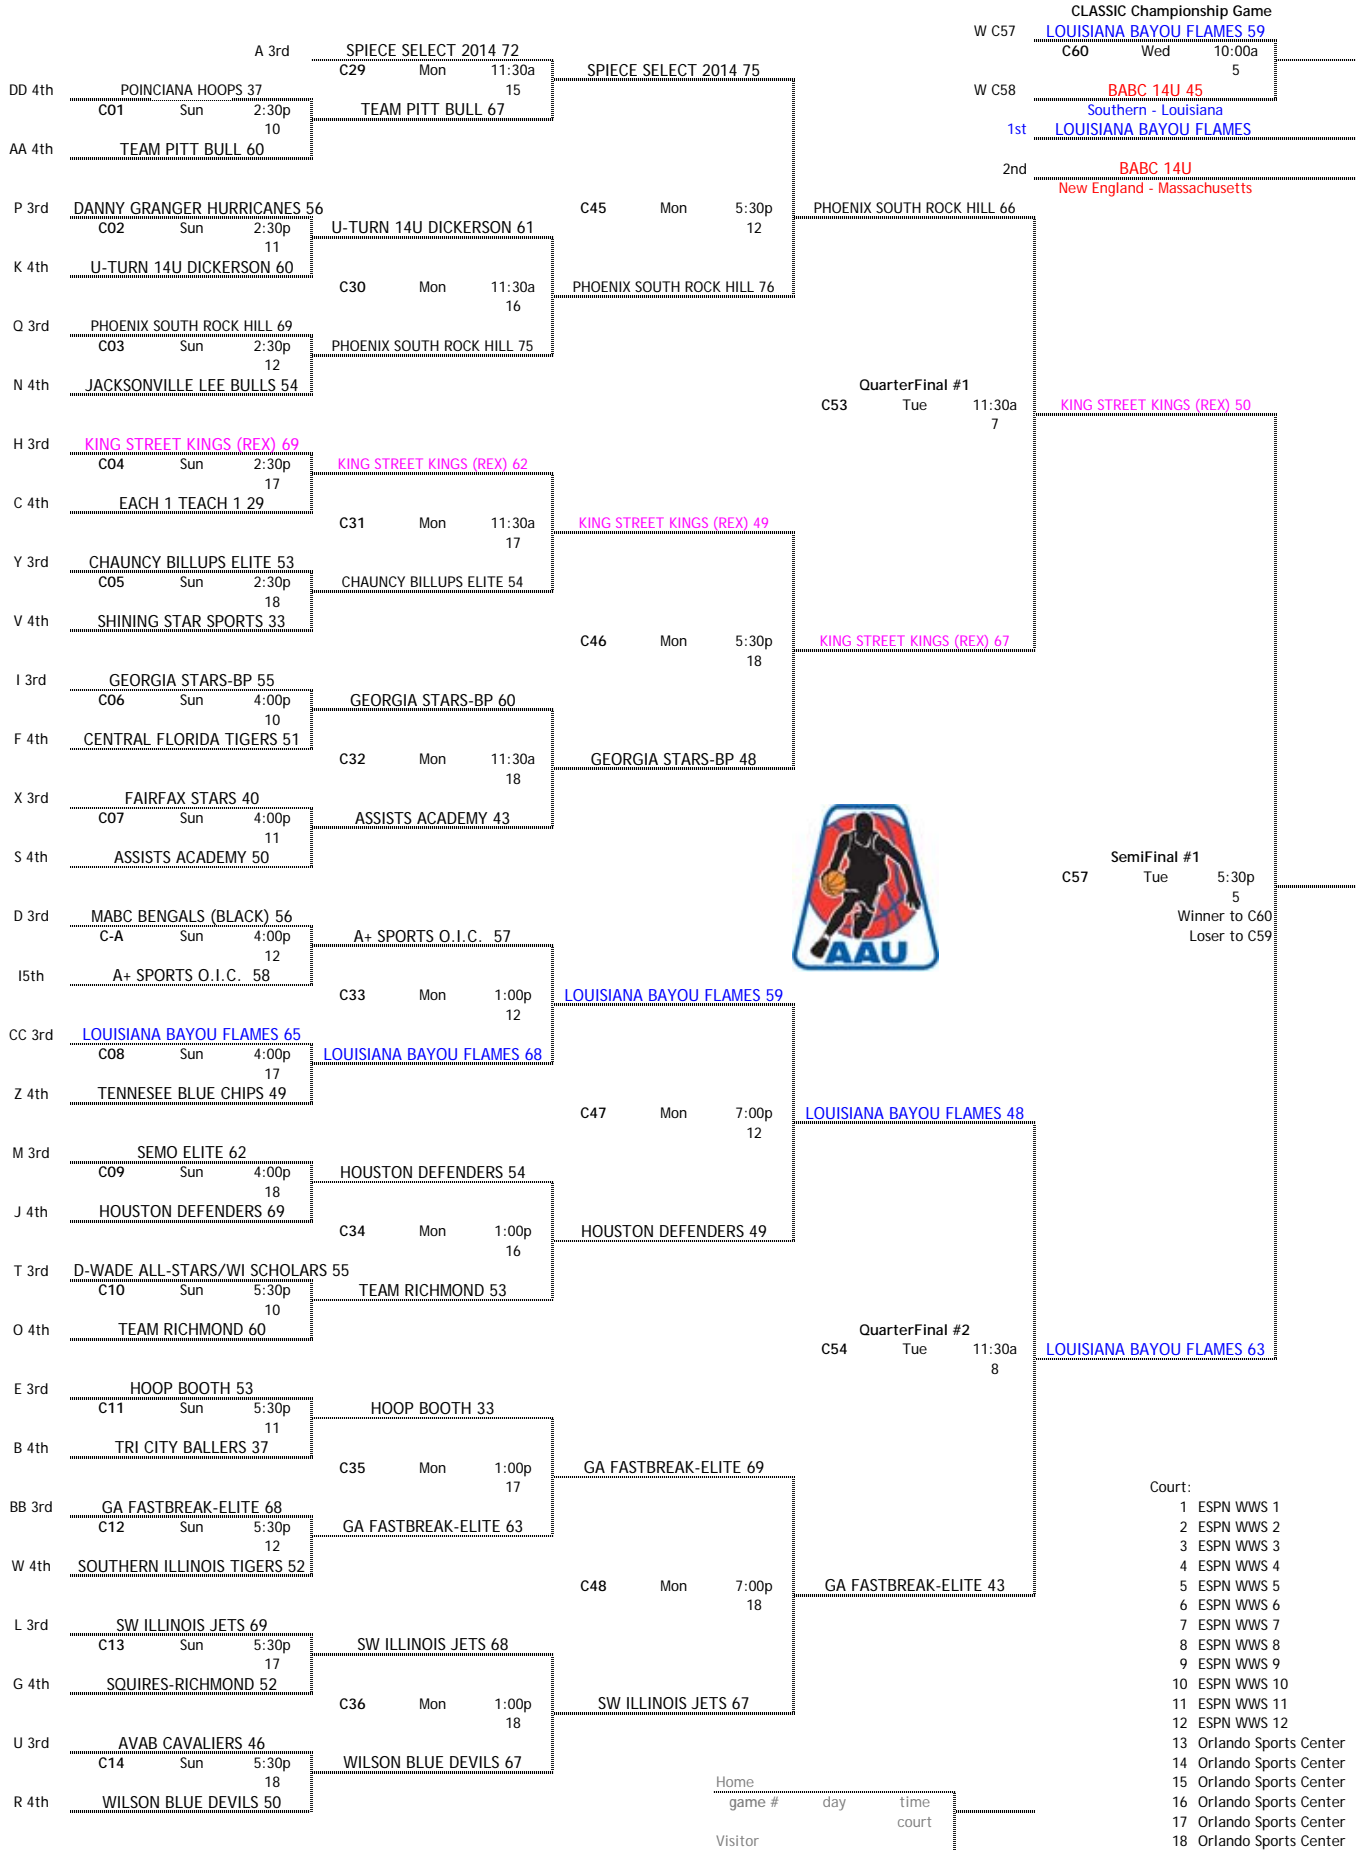 CLASSIC Championship Game
W C57 LOUISIANA BAYOU FLAMES 59
C60 Wed 10:00a
5
W C58 BABC 14U 45
Southern - Louisiana
1st LOUISIANA BAYOU FLAMES
2nd BABC 14U
New England - Massachusetts
A 3rd SPIECE SELECT 2014 72
C29 Mon 11:30a
15
SPIECE SELECT 2014 75
DD 4th POINCIANA HOOPS 37
C01 Sun 2:30p
10
TEAM PITT BULL 67
AA 4th TEAM PITT BULL 60
P 3rd DANNY GRANGER HURRICANES 56
C02 Sun 2:30p
11
U-TURN 14U DICKERSON 61
C45 Mon 5:30p
12
PHOENIX SOUTH ROCK HILL 66
K 4th U-TURN 14U DICKERSON 60
C30 Mon 11:30a
16
PHOENIX SOUTH ROCK HILL 76
Q 3rd PHOENIX SOUTH ROCK HILL 69
C03 Sun 2:30p
12
PHOENIX SOUTH ROCK HILL 75
N 4th JACKSONVILLE LEE BULLS 54
QuarterFinal #1
C53 Tue 11:30a
7
KING STREET KINGS (REX) 50
H 3rd KING STREET KINGS (REX) 69
C04 Sun 2:30p
17
KING STREET KINGS (REX) 62
C 4th EACH 1 TEACH 1 29
C31 Mon 11:30a
17
KING STREET KINGS (REX) 49
Y 3rd CHAUNCY BILLUPS ELITE 53
C05 Sun 2:30p
18
CHAUNCY BILLUPS ELITE 54
V 4th SHINING STAR SPORTS 33
C46 Mon 5:30p
18
KING STREET KINGS (REX) 67
I 3rd GEORGIA STARS-BP 55
C06 Sun 4:00p
10
GEORGIA STARS-BP 60
F 4th CENTRAL FLORIDA TIGERS 51
C32 Mon 11:30a
18
GEORGIA STARS-BP 48
X 3rd FAIRFAX STARS 40
C07 Sun 4:00p
11
ASSISTS ACADEMY 43
S 4th ASSISTS ACADEMY 50
AAU
SemiFinal #1
C57 Tue 5:30p
5
Winner to C60
Loser to C59
D 3rd MABC BENGALS (BLACK) 56
C-A Sun 4:00p
12
A+ SPORTS O.I.C. 57
I5th A+ SPORTS O.I.C. 58
C33 Mon 1:00p
12
LOUISIANA BAYOU FLAMES 59
CC 3rd LOUISIANA BAYOU FLAMES 65
C08 Sun 4:00p
17
LOUISIANA BAYOU FLAMES 68
Z 4th TENNESEE BLUE CHIPS 49
C47 Mon 7:00p
12
LOUISIANA BAYOU FLAMES 48
M 3rd SEMO ELITE 62
C09 Sun 4:00p
18
HOUSTON DEFENDERS 54
J 4th HOUSTON DEFENDERS 69
C34 Mon 1:00p
16
HOUSTON DEFENDERS 49
T 3rd D-WADE ALL-STARS/WI SCHOLARS 55
C10 Sun 5:30p
10
TEAM RICHMOND 53
O 4th TEAM RICHMOND 60
QuarterFinal #2
C54 Tue 11:30a
8
LOUISIANA BAYOU FLAMES 63
E 3rd HOOP BOOTH 53
C11 Sun 5:30p
11
HOOP BOOTH 33
B 4th TRI CITY BALLERS 37
C35 Mon 1:00p
17
GA FASTBREAK-ELITE 69
BB 3rd GA FASTBREAK-ELITE 68
C12 Sun 5:30p
12
GA FASTBREAK-ELITE 63
W 4th SOUTHERN ILLINOIS TIGERS 52
C48 Mon 7:00p
18
GA FASTBREAK-ELITE 43
L 3rd SW ILLINOIS JETS 69
C13 Sun 5:30p
17
SW ILLINOIS JETS 68
G 4th SQUIRES-RICHMOND 52
C36 Mon 1:00p
18
SW ILLINOIS JETS 67
U 3rd AVAB CAVALIERS 46
C14 Sun 5:30p
18
WILSON BLUE DEVILS 67
R 4th WILSON BLUE DEVILS 50
Home
game # day time
court
Visitor
Court:
1 ESPN WWS 1
2 ESPN WWS 2
3 ESPN WWS 3
4 ESPN WWS 4
5 ESPN WWS 5
6 ESPN WWS 6
7 ESPN WWS 7
8 ESPN WWS 8
9 ESPN WWS 9
10 ESPN WWS 10
11 ESPN WWS 11
12 ESPN WWS 12
13 Orlando Sports Center
14 Orlando Sports Center
15 Orlando Sports Center
16 Orlando Sports Center
17 Orlando Sports Center
18 Orlando Sports Center